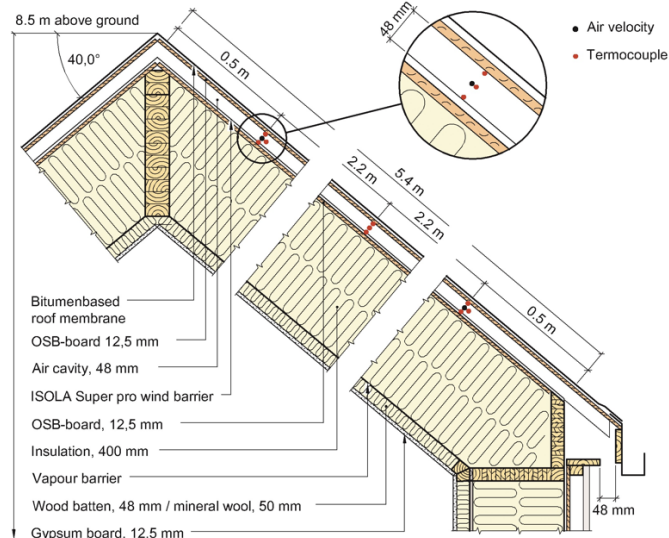 8.5 m above ground
40,0°
0.5 m
48 mm
Air velocity
Termocouple
2.2 m
5.4 m
2.2 m
0.5 m
Bitumenbased
roof membrane
OSB-board 12,5 mm
Air cavity, 48 mm
ISOLA Super pro wind barrier
OSB-board, 12,5 mm
Insulation, 400 mm
Vapour barrier
Wood batten, 48 mm / mineral wool, 50 mm
Gypsum board, 12,5 mm
48 mm